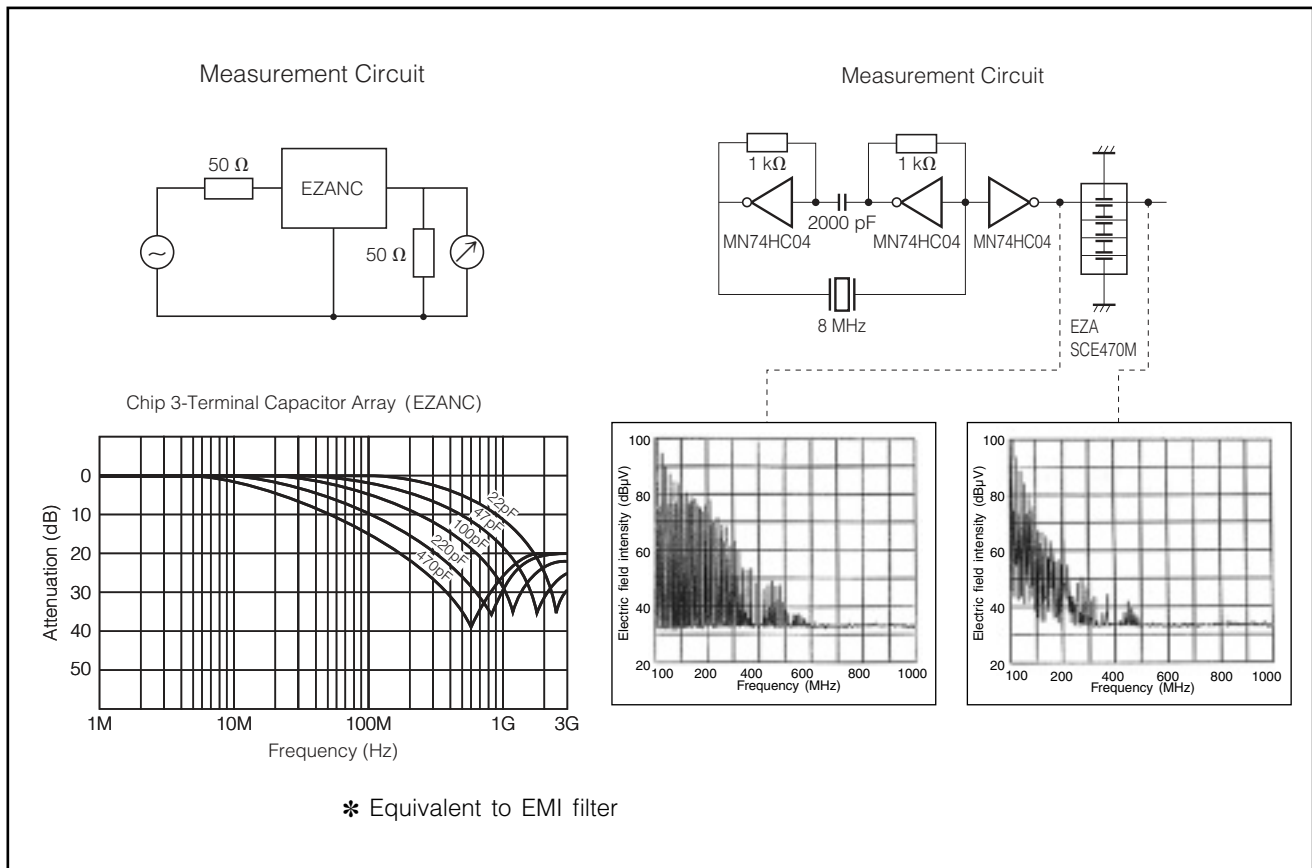 Measurement Circuit
50 Ω
EZANC
50 Ω
Measurement Circuit
1 kΩ
1 kΩ
2000 pF
MN74HC04
MN74HC04
MN74HC04
8 MHz
EZA
SCE470M
Chip 3-Terminal Capacitor Array (EZANC)
Attenuation (dB)
0
10
20
30
40
50
22pF
47pF
100pF
220pF
470pF
1M
10M
100M
1G
3G
Frequency (Hz)
Electric field intensity (dBµV)
100
80
60
40
20
100
200
400
600
800
1000
Frequency (MHz)
Electric field intensity (dBµV)
100
80
60
40
20
100
200
400
600
800
1000
Frequency (MHz)
✻ Equivalent to EMI filter